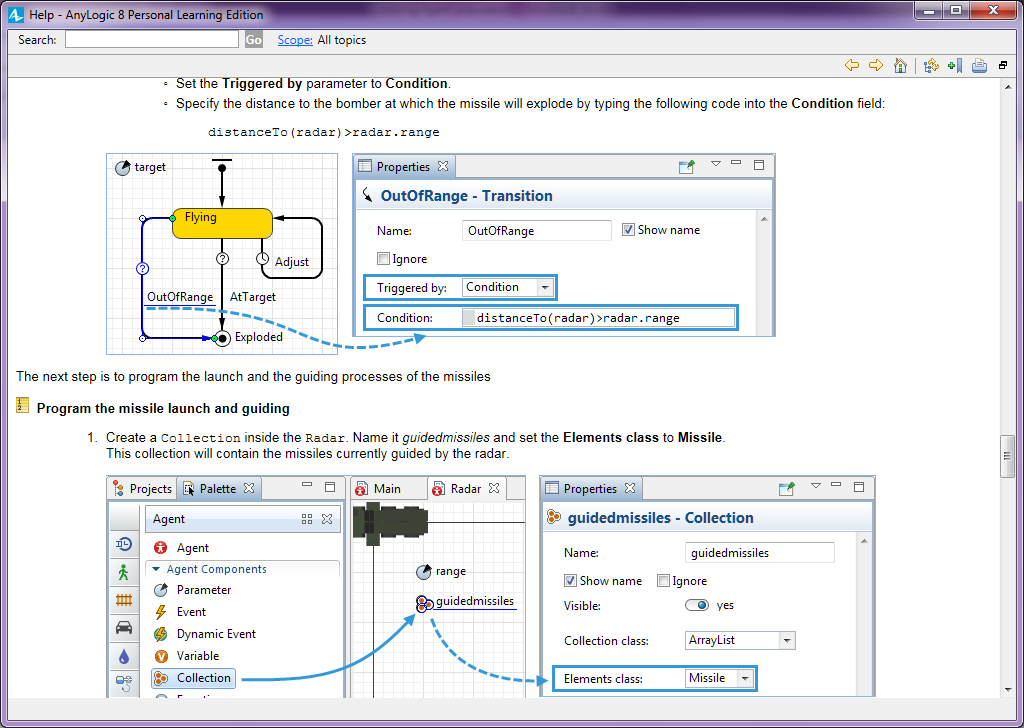 Help - AnyLogic 8 Personal Learning Edition
Search: Go Scope: All topics
Set the Triggered by parameter to Condition.
Specify the distance to the bomber at which the missile will explode by typing the following code into the Condition field:
distanceTo(radar)>radar.range
target
Flying
?
?
Adjust
OutOfRange
AtTarget
Exploded
Properties
OutOfRange - Transition
Name: OutOfRange Show name
Ignore
Triggered by: Condition
Condition: distanceTo(radar)>radar.range
The next step is to program the launch and the guiding processes of the missiles
Program the missile launch and guiding
1. Create a Collection inside the Radar. Name it guidedmissiles and set the Elements class to Missile.
This collection will contain the missiles currently guided by the radar.
Projects Palette
Agent
Agent
Agent Components
Parameter
Event
Dynamic Event
Variable
Collection
Main Radar
range
guidedmissiles
Properties
guidedmissiles - Collection
Name: guidedmissiles
Show name Ignore
Visible: yes
Collection class: ArrayList
Elements class: Missile